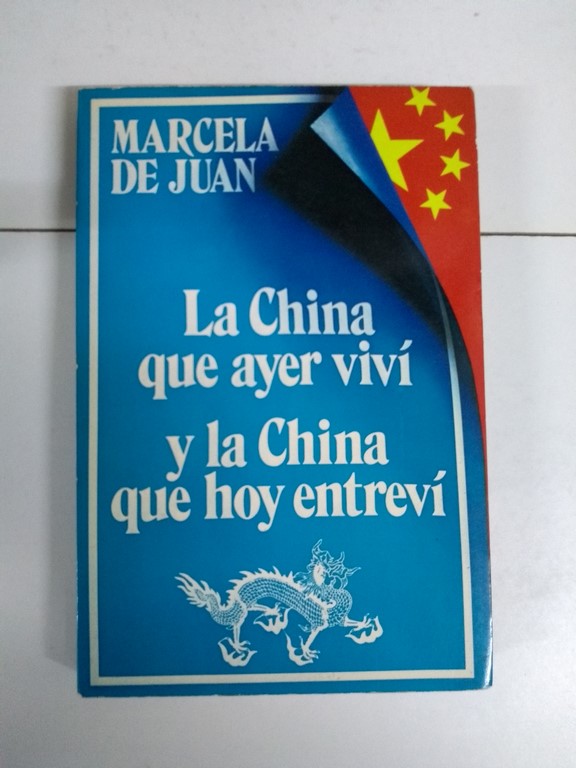 MARCELA
DE JUAN
La China
que ayer viví
y la China
que hoy entreví